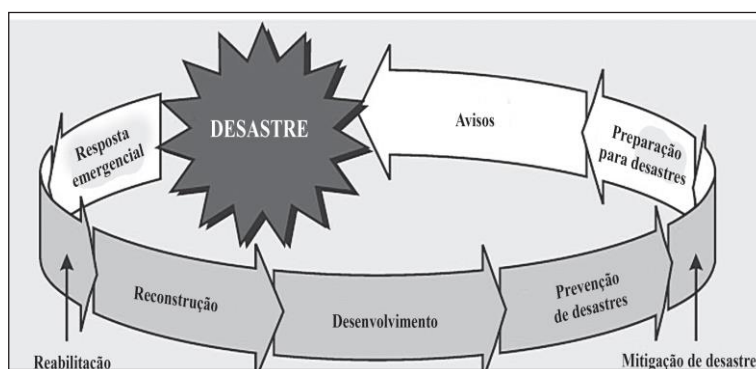 DESASTRE
Avisos
Preparação
para desastres
Resposta
emergencial
Reconstrução
Desenvolvimento
Prevenção
de desastres
Reabilitação
Mitigação de desastre